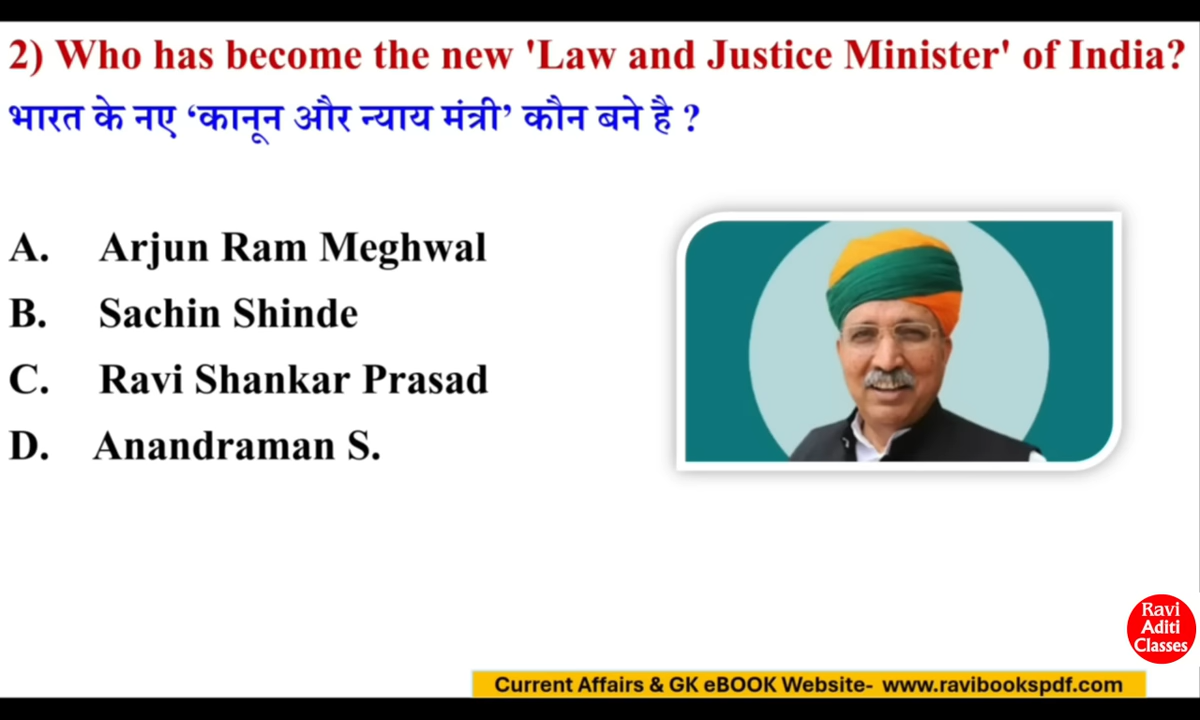 2) Who has become the new 'Law and Justice Minister' of India?
भारत के नए ‘कानून और न्याय मंत्री’ कौन बने है ?
A. Arjun Ram Meghwal
B. Sachin Shinde
C. Ravi Shankar Prasad
D. Anandraman S.
Ravi
Aditi
Classes
Current Affairs & GK eBOOK Website- www.ravibookspdf.com